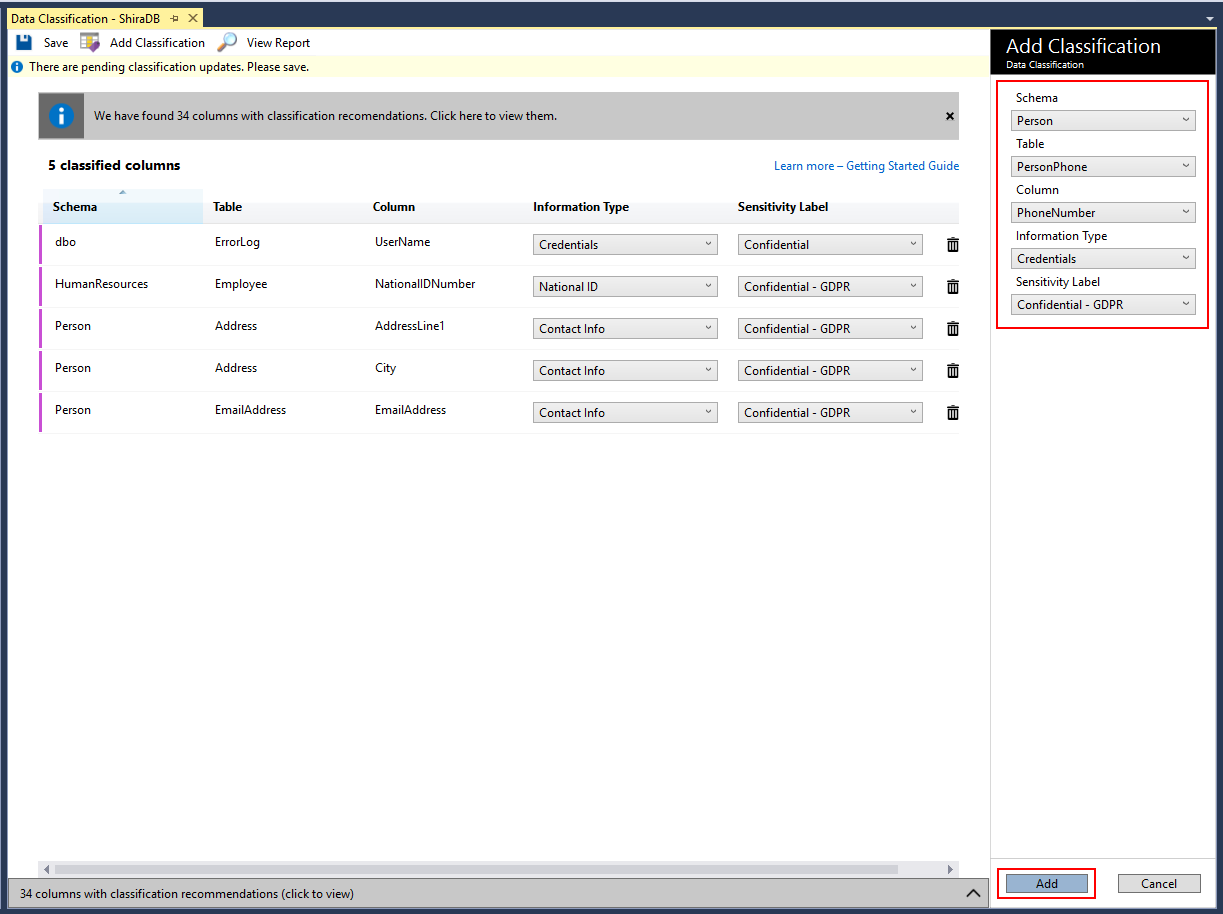 Data Classification - ShiraDB
Save Add Classification View Report
There are pending classification updates. Please save.
We have found 34 columns with classification recomendations. Click here to view them.
5 classified columns Learn more – Getting Started Guide
Schema Table Column Information Type Sensitivity Label
dbo ErrorLog UserName Credentials Confidential
HumanResources Employee NationalIDNumber National ID Confidential - GDPR
Person Address AddressLine1 Contact Info Confidential - GDPR
Person Address City Contact Info Confidential - GDPR
Person EmailAddress EmailAddress Contact Info Confidential - GDPR
34 columns with classification recommendations (click to view)
Add Classification
Data Classification
Schema
Person
Table
PersonPhone
Column
PhoneNumber
Information Type
Credentials
Sensitivity Label
Confidential - GDPR
Add Cancel